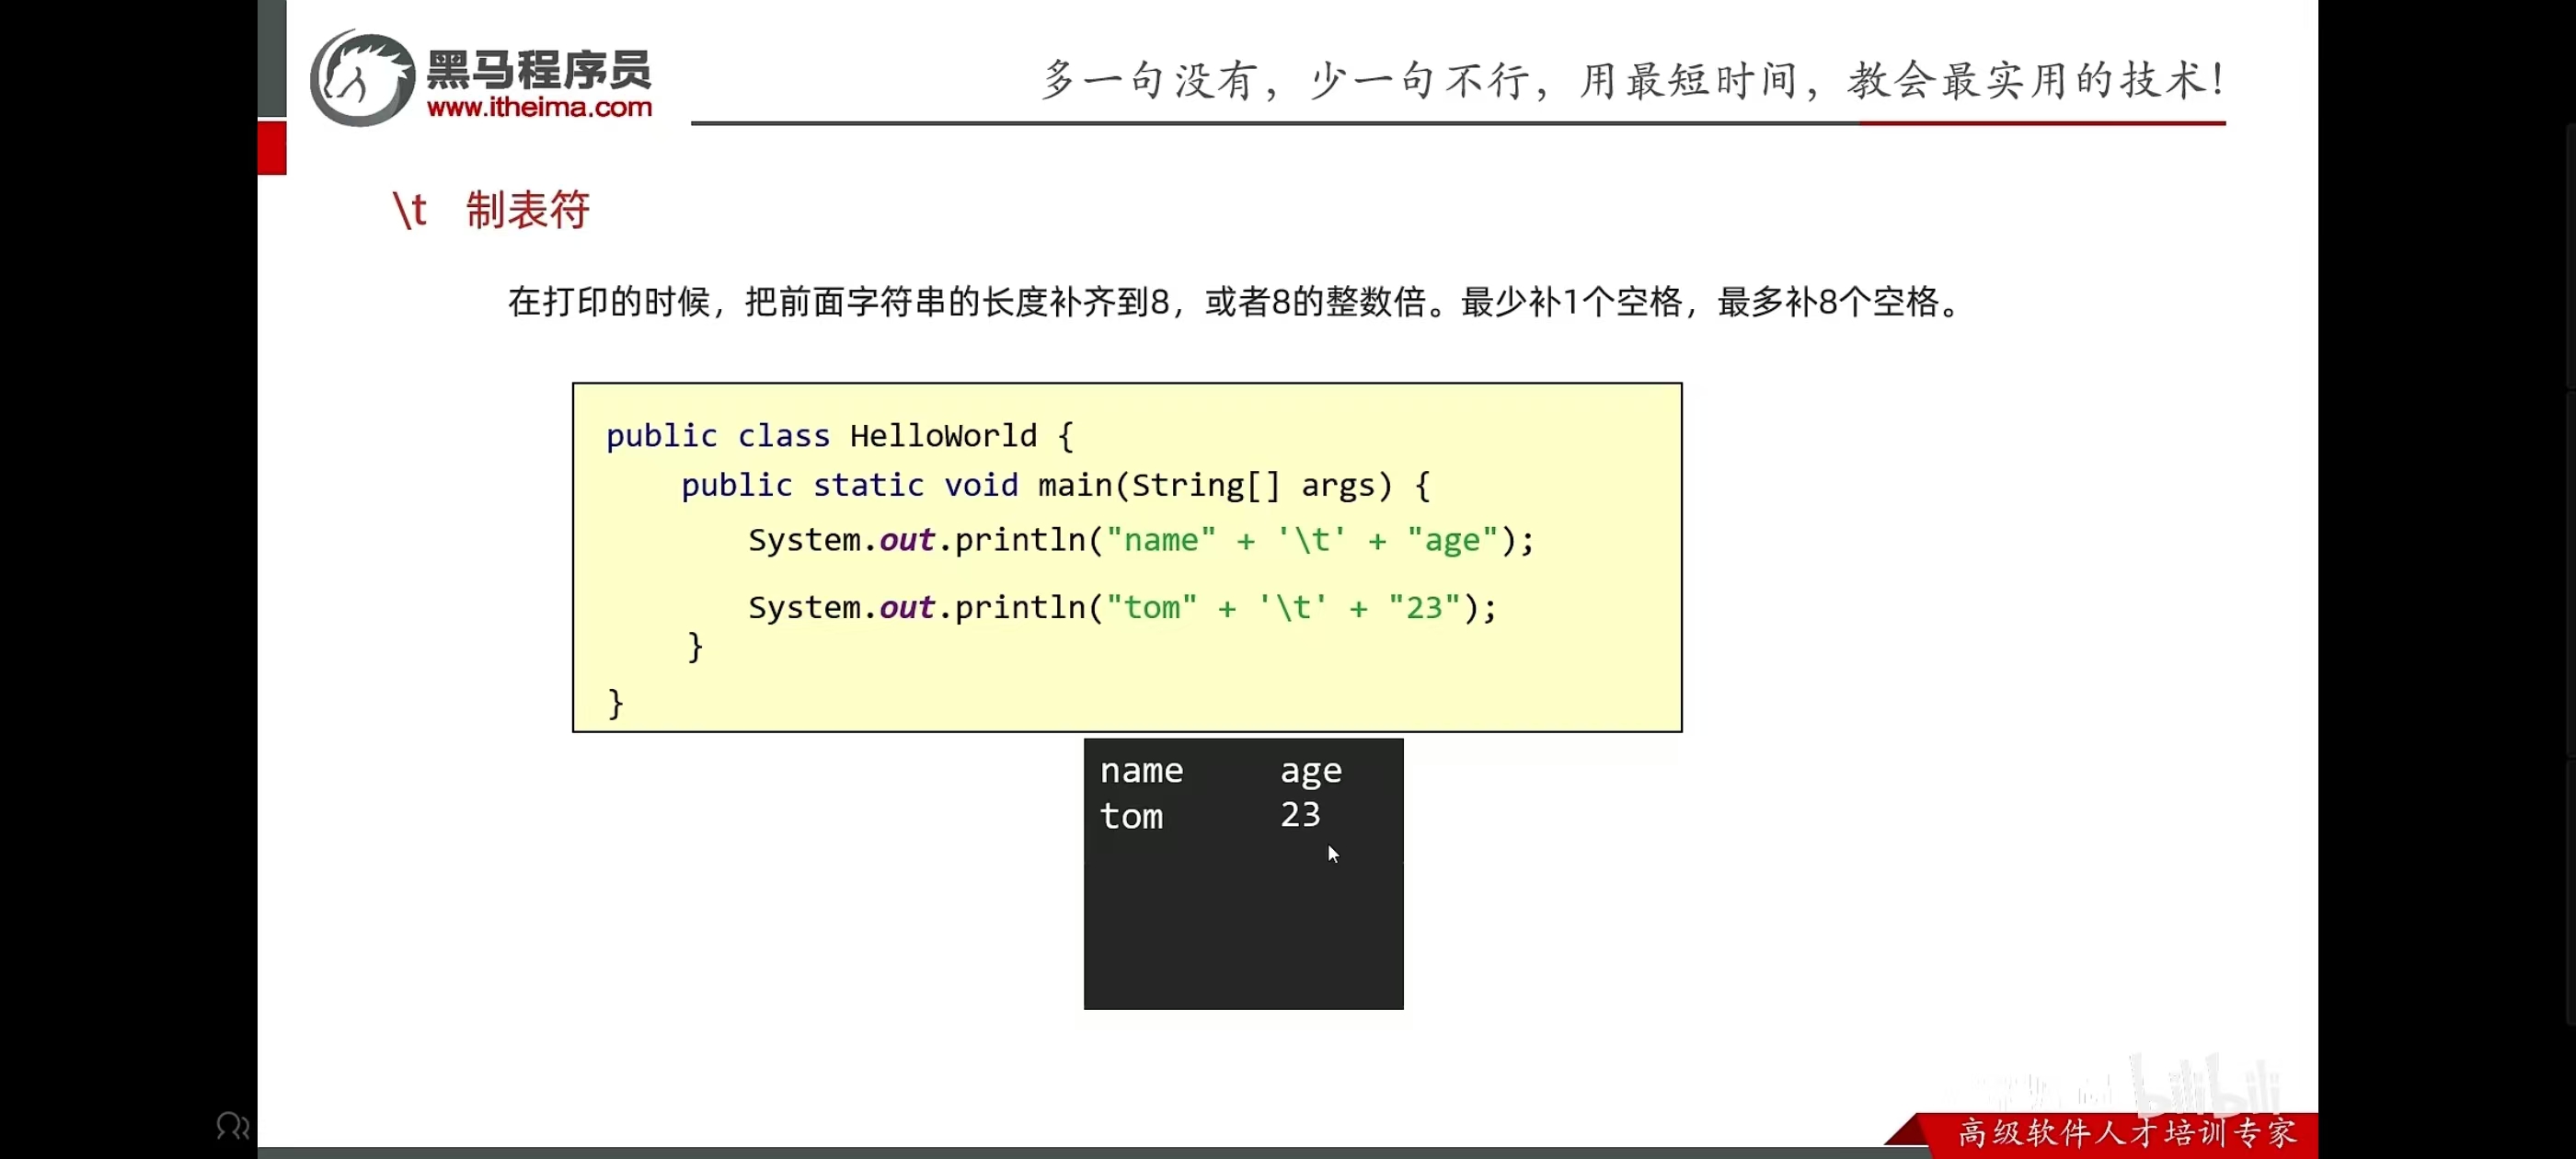 黑马程序员
www.itheima.com
多一句没有，少一句不行，用最短时间，教会最实用的技术！
\t 制表符
在打印的时候，把前面字符串的长度补齐到8，或者8的整数倍。最少补1个空格，最多补8个空格。
public class HelloWorld {
public static void main(String[] args) {
System.out.println("name" + '\t' + "age");
System.out.println("tom" + '\t' + "23");
}
}
name age
tom 23
bilibili
高级软件人才培训专家